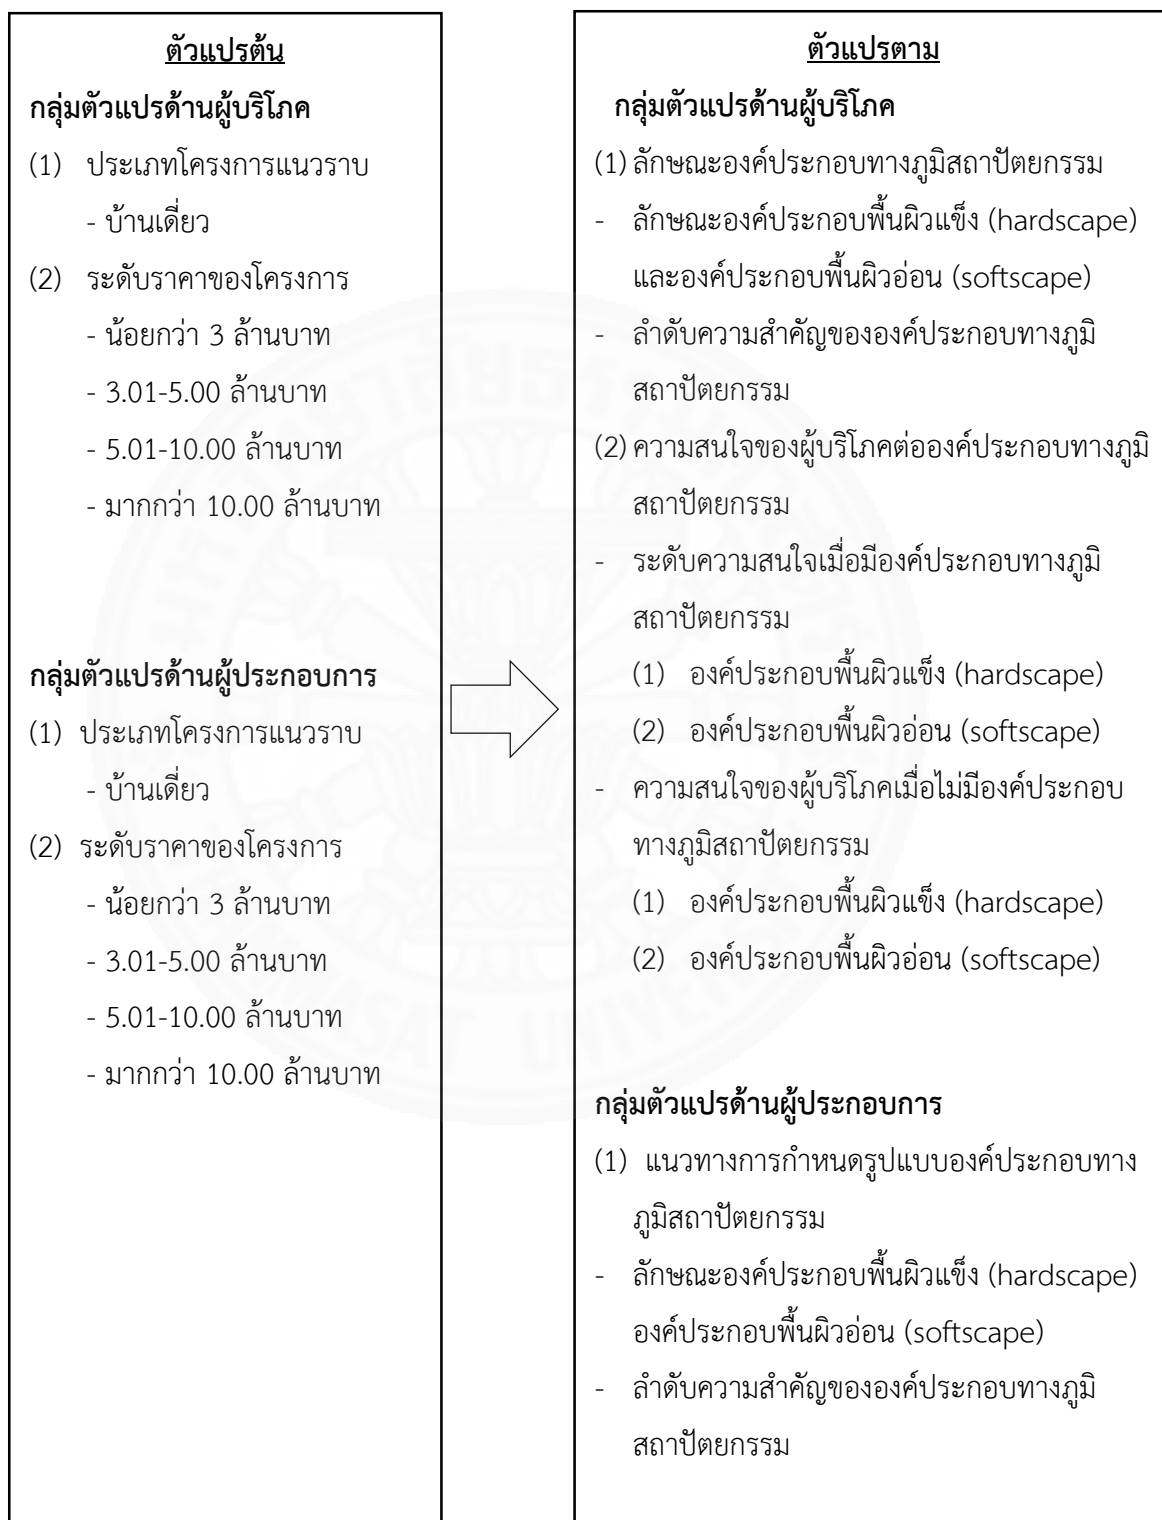 ตัวแปรต้น
กลุ่มตัวแปรด้านผู้บริโภค
(1) ประเภทโครงการแนวราบ
- บ้านเดี่ยว
(2) ระดับราคาของโครงการ
- น้อยกว่า 3 ล้านบาท
- 3.01-5.00 ล้านบาท
- 5.01-10.00 ล้านบาท
- มากกว่า 10.00 ล้านบาท
กลุ่มตัวแปรด้านผู้ประกอบการ
(1) ประเภทโครงการแนวราบ
- บ้านเดี่ยว
(2) ระดับราคาของโครงการ
- น้อยกว่า 3 ล้านบาท
- 3.01-5.00 ล้านบาท
- 5.01-10.00 ล้านบาท
- มากกว่า 10.00 ล้านบาท
ตัวแปรตาม
กลุ่มตัวแปรด้านผู้บริโภค
(1) ลักษณะองค์ประกอบทางภูมิสถาปัตยกรรม
- ลักษณะองค์ประกอบพื้นผิวแข็ง (hardscape)
และองค์ประกอบพื้นผิวอ่อน (softscape)
- ลำดับความสำคัญขององค์ประกอบทางภูมิ
สถาปัตยกรรม
(2) ความสนใจของผู้บริโภคต่อองค์ประกอบทางภูมิ
สถาปัตยกรรม
- ระดับความสนใจเมื่อมีองค์ประกอบทางภูมิ
สถาปัตยกรรม
(1) องค์ประกอบพื้นผิวแข็ง (hardscape)
(2) องค์ประกอบพื้นผิวอ่อน (softscape)
- ความสนใจของผู้บริโภคเมื่อไม่มีองค์ประกอบ
ทางภูมิสถาปัตยกรรม
(1) องค์ประกอบพื้นผิวแข็ง (hardscape)
(2) องค์ประกอบพื้นผิวอ่อน (softscape)
กลุ่มตัวแปรด้านผู้ประกอบการ
(1) แนวทางการกำหนดรูปแบบองค์ประกอบทาง
ภูมิสถาปัตยกรรม
- ลักษณะองค์ประกอบพื้นผิวแข็ง (hardscape)
องค์ประกอบพื้นผิวอ่อน (softscape)
- ลำดับความสำคัญขององค์ประกอบทางภูมิ
สถาปัตยกรรม